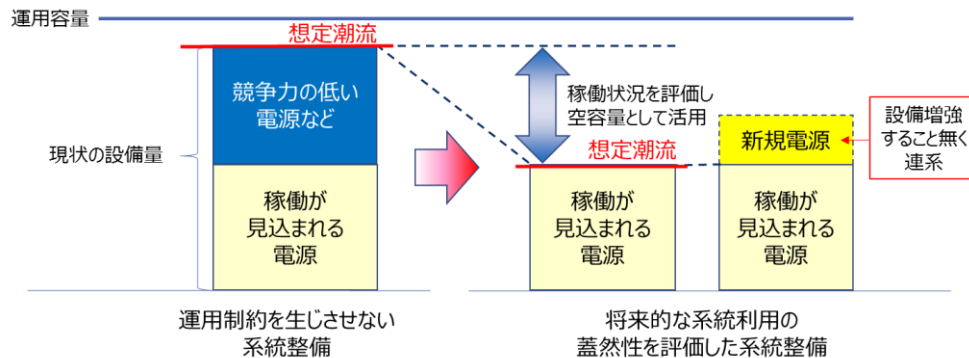 運用容量
想定潮流
競争力の低い
電源など
現状の設備量
稼働が
見込まれる
電源
運用制約を生じさせない
系統整備
稼働状況を評価し
空容量として活用
想定潮流
稼働が
見込まれる
電源
新規電源
稼働が
見込まれる
電源
設備増強
すること無く
連系
将来的な系統利用の
蓋然性を評価した系統整備